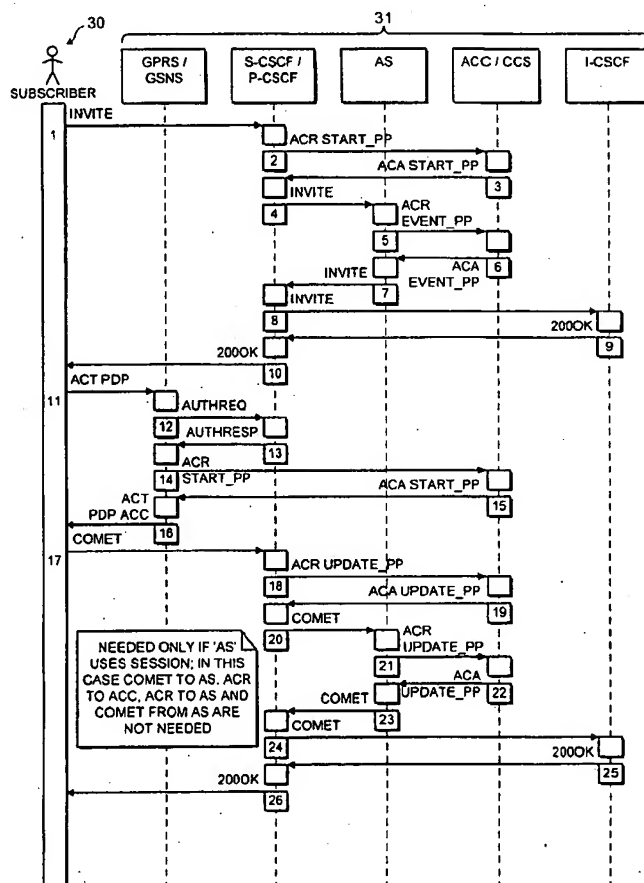 30
31
SUBSCRIBER
GPRS /
GSNS
S-CSCF /
P-CSCF
AS
ACC / CCS
I-CSCF
INVITE
1
ACR START_PP
2
ACA START_PP
3
INVITE
4
ACR
EVENT_PP
5
ACA
EVENT_PP
6
INVITE
7
INVITE
8
200OK
9
200OK
10
ACT PDP
11
AUTHREQ
12
AUTHRESP
13
ACR
START_PP
14
ACA START_PP
15
ACT
PDP ACC
16
COMET
17
ACR UPDATE_PP
18
ACA UPDATE_PP
19
COMET
20
ACR
UPDATE_PP
21
ACA
UPDATE_PP
22
COMET
23
COMET
24
200OK
25
200OK
26
NEEDED ONLY IF 'AS'
USES SESSION; IN THIS
CASE COMET TO AS. ACR
TO ACC, ACR TO AS AND
COMET FROM AS ARE
NOT NEEDED